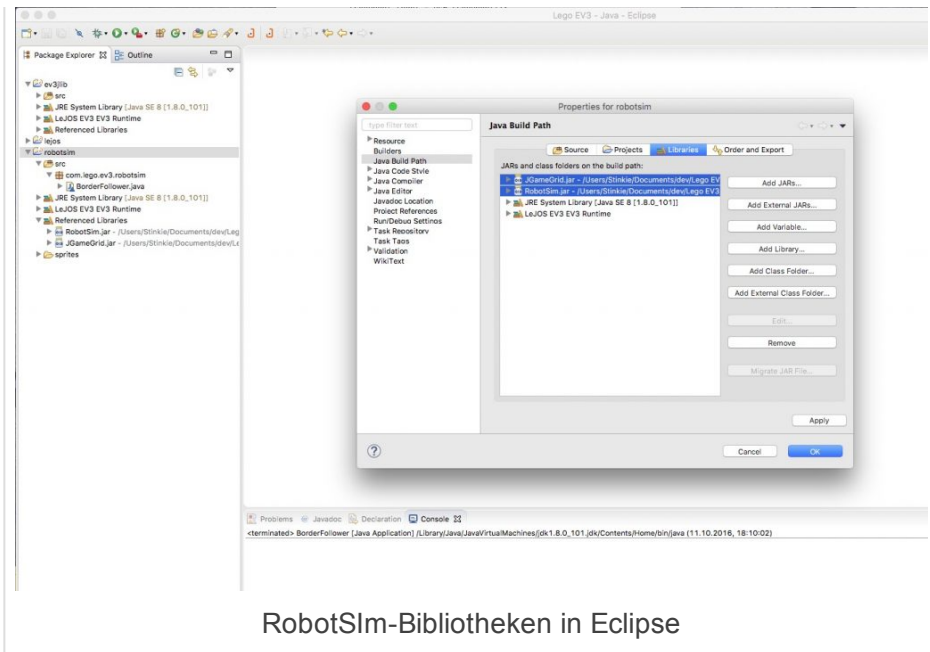 Lego EV3 - Java - Eclipse
Package Explorer
Outline
ev3jlib
src
JRE System Library [Java SE 8 [1.8.0_101]]
LeJOS EV3 EV3 Runtime
Referenced Libraries
lejos
robotsim
src
com.lego.ev3.robotsim
BorderFollower.java
JRE System Library [Java SE 8 [1.8.0_101]]
LeJOS EV3 EV3 Runtime
Referenced Libraries
RobotSim.jar - /Users/Stinkie/Documents/dev/Leg
JGameGrid.jar - /Users/Stinkie/Documents/dev/Le
sprites
Properties for robotsim
type filter text
Resource
Builders
Java Build Path
Java Code Style
Java Compiler
Java Editor
Javadoc Location
Project References
Run/Debug Settings
Task Repository
Task Tags
Validation
WikiText
Java Build Path
Source
Projects
Libraries
Order and Export
JARs and class folders on the build path:
JGameGrid.jar - /Users/Stinkie/Documents/dev/Lego EV
RobotSim.jar - /Users/Stinkie/Documents/dev/Lego EV3
JRE System Library [Java SE 8 [1.8.0_101]]
LeJOS EV3 EV3 Runtime
Add JARs...
Add External JARs...
Add Variable...
Add Library...
Add Class Folder...
Add External Class Folder...
Edit...
Remove
Migrate JAR File...
Apply
Cancel
OK
Problems
Javadoc
Declaration
Console
<terminated> BorderFollower [Java Application] /Library/Java/JavaVirtualMachines/jdk1.8.0_101.jdk/Contents/Home/bin/java (11.10.2016, 18:10:02)
RobotSIm-Bibliotheken in Eclipse